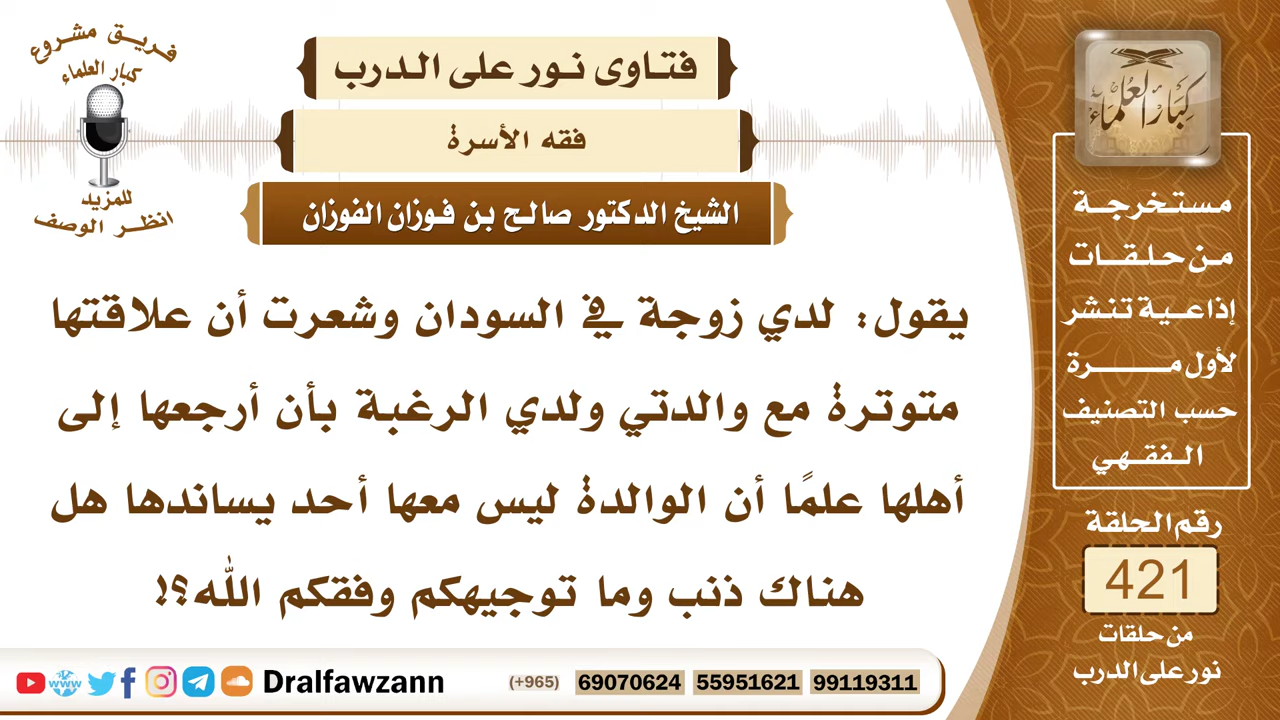 فريق مشروع
كبار العلماء
للمزيد
انظر الوصف
فتاوى نور على الدرب
فقه الأسرة
الشيخ الدكتور صالح بن فوزان الفوزان
يقول: لدي زوجة في السودان وشعرت أن علاقتها
متوترة مع والدتي ولدي الرغبة بأن أرجعها إلى
أهلها علمًا أن الوالدة ليس معها أحد يساندها هل
هناك ذنب وما توجيهكم وفقكم الله؟!
كبار العلماء
مستخرجة
من حلقات
إذاعية تنشر
لأول مرة
حسب التصنيف
الفقهي
رقم الحلقة
421
من حلقات
نور على الدرب
www Dralfawzann (+965) 69070624 55951621 99119311